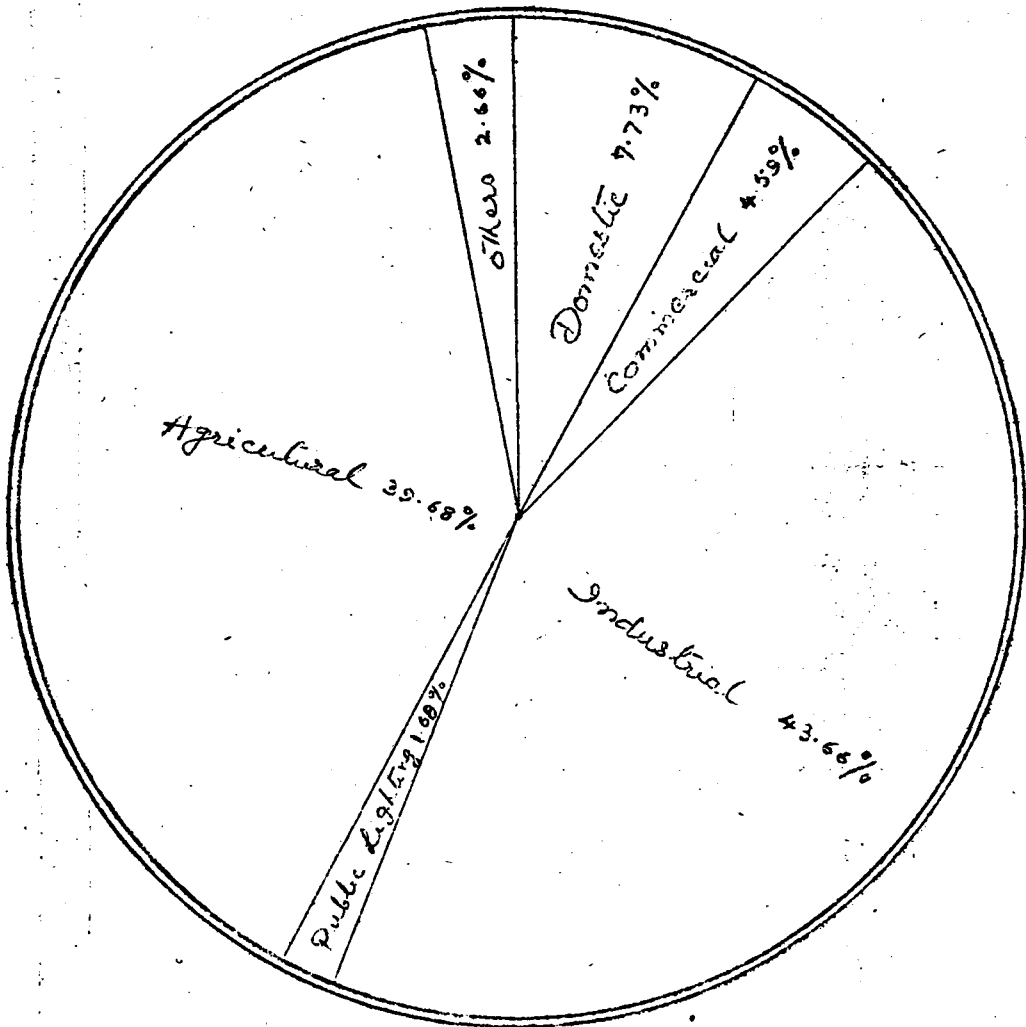 Others 2.66%
Domestic 7.73%
Commercial 4.59%
Industrial 43.66%
Public Lighting 1.68%
Agricultural 39.68%